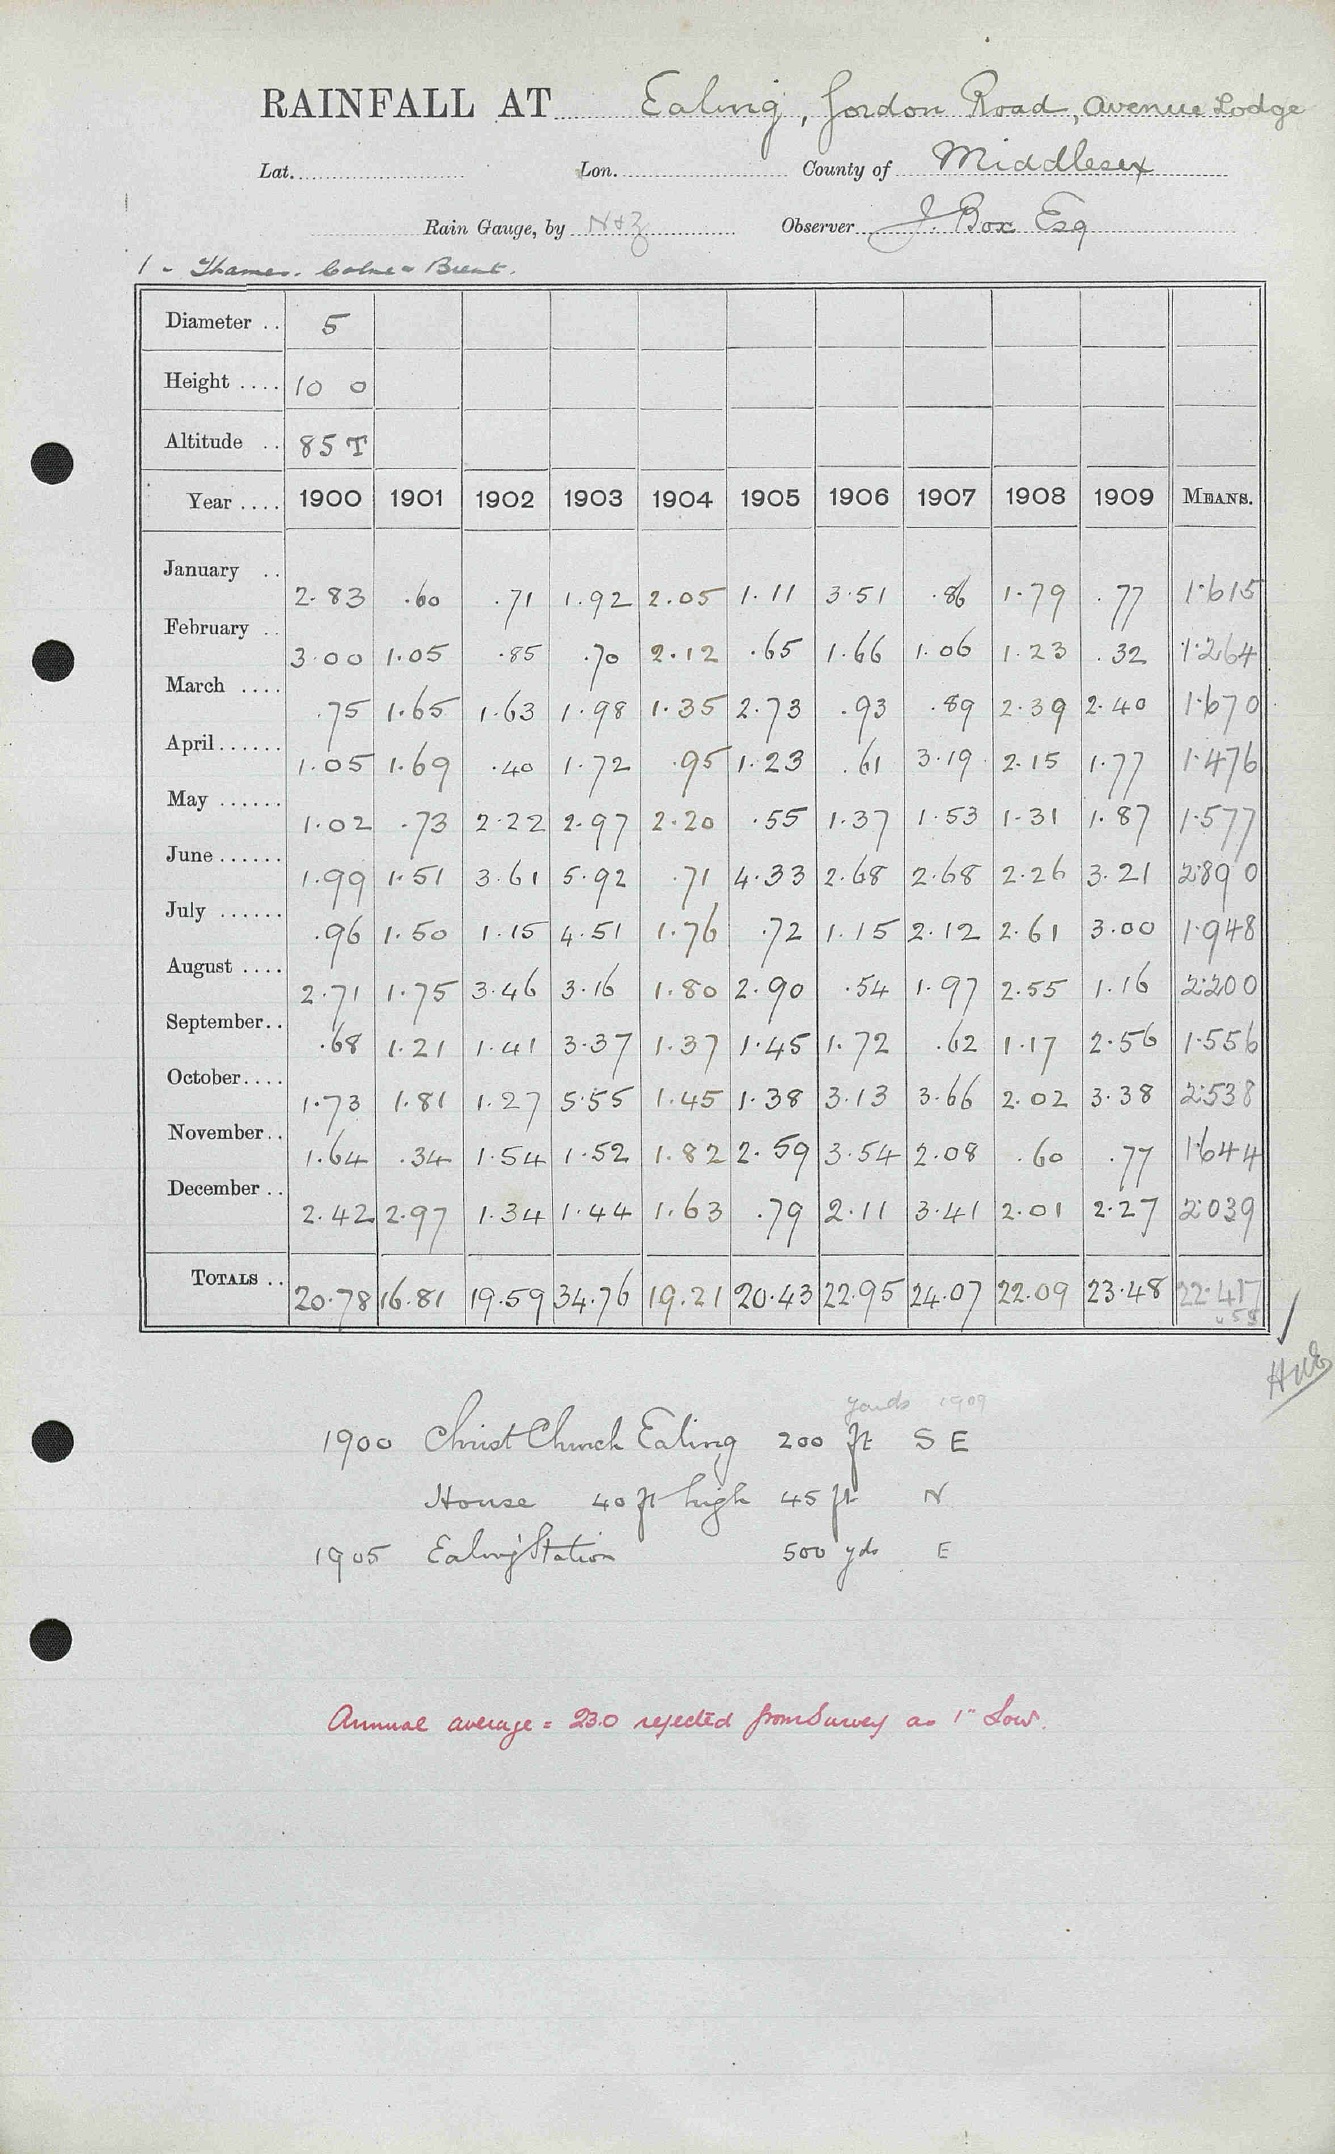 RAINFALL AT Ealing, Gordon Road, Avenue Lodge
Lat. Lon. County of Middlesex
Rain Gauge, by N&Z Observer J. Box Esq
1 - Thames. Colne & Brent.
Diameter .. 5
Height .... 10 0
Altitude .. 85 T
Year .... 1900 1901 1902 1903 1904 1905 1906 1907 1908 1909 MEANS.
January .. 2.83 .60 .71 1.92 2.05 1.11 3.51 .86 1.79 .77 1.615
February .. 3.00 1.05 .85 .70 2.12 .65 1.66 1.06 1.23 .32 1.264
March .... .75 1.65 1.63 1.98 1.35 2.73 .93 .89 2.39 2.40 1.670
April ...... 1.05 1.69 .40 1.72 .95 1.23 .61 3.19 2.15 1.77 1.476
May ...... 1.02 .73 2.22 2.97 2.20 .55 1.37 1.53 1.31 1.87 1.577
June ...... 1.99 1.51 3.61 5.92 .71 4.33 2.68 2.68 2.26 3.21 2.890
July ...... .96 1.50 1.15 4.51 1.76 .72 1.15 2.12 2.61 3.00 1.948
August .... 2.71 1.75 3.46 3.16 1.80 2.90 .54 1.97 2.55 1.16 2.200
September.. .68 1.21 1.41 3.37 1.37 1.45 1.72 .62 1.17 2.56 1.556
October.... 1.73 1.81 1.27 5.55 1.45 1.38 3.13 3.66 2.02 3.38 2.538
November.. 1.64 .34 1.54 1.52 1.82 2.59 3.54 2.08 .60 .77 1.644
December .. 2.42 2.97 1.34 1.44 1.63 .79 2.11 3.41 2.01 2.27 2.039
TOTALS .. 20.78 16.81 19.59 34.76 19.21 20.43 22.95 24.07 22.09 23.48 22.417
yards 1909
1900 Christ Church Ealing 200 ft S E
House 40 ft high 45 ft N
1905 Ealing Station 500 yds E
Annual average = 23.0 rejected from Survey as 1" Low.